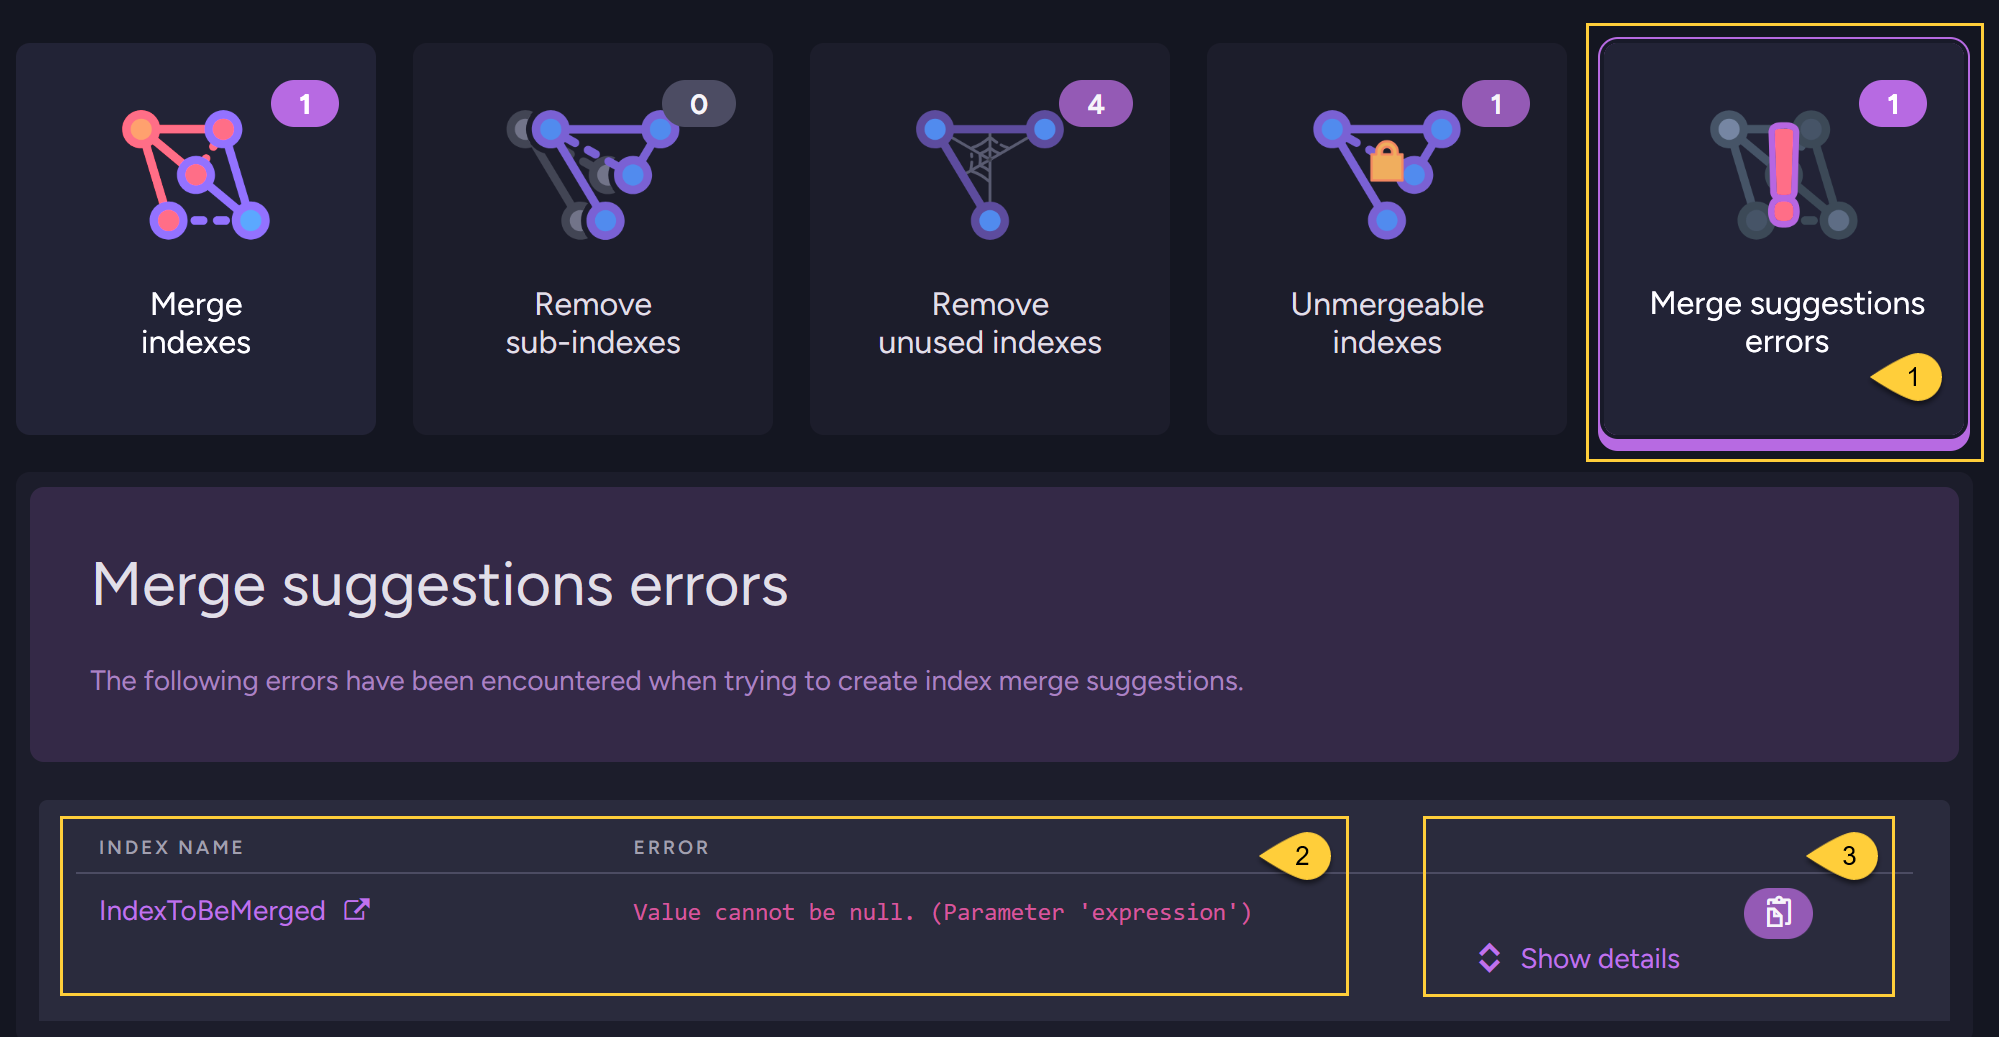 1
Merge
indexes
0
Remove
sub-indexes
4
Remove
unused indexes
1
Unmergeable
indexes
1
Merge suggestions
errors
1
Merge suggestions errors
The following errors have been encountered when trying to create index merge suggestions.
INDEX NAME ERROR 2 3
IndexToBeMerged Value cannot be null. (Parameter 'expression')
Show details